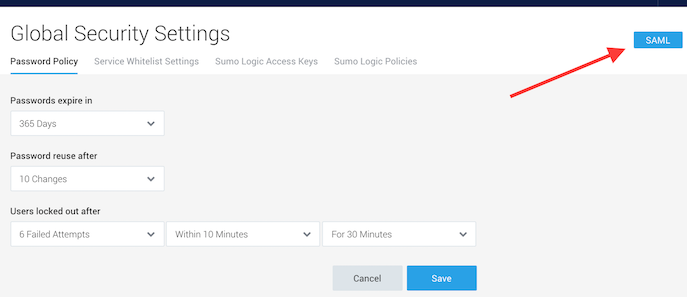 Global Security Settings
SAML
Password Policy Service Whitelist Settings Sumo Logic Access Keys Sumo Logic Policies
Passwords expire in
365 Days
Password reuse after
10 Changes
Users locked out after
6 Failed Attempts Within 10 Minutes For 30 Minutes
Cancel Save